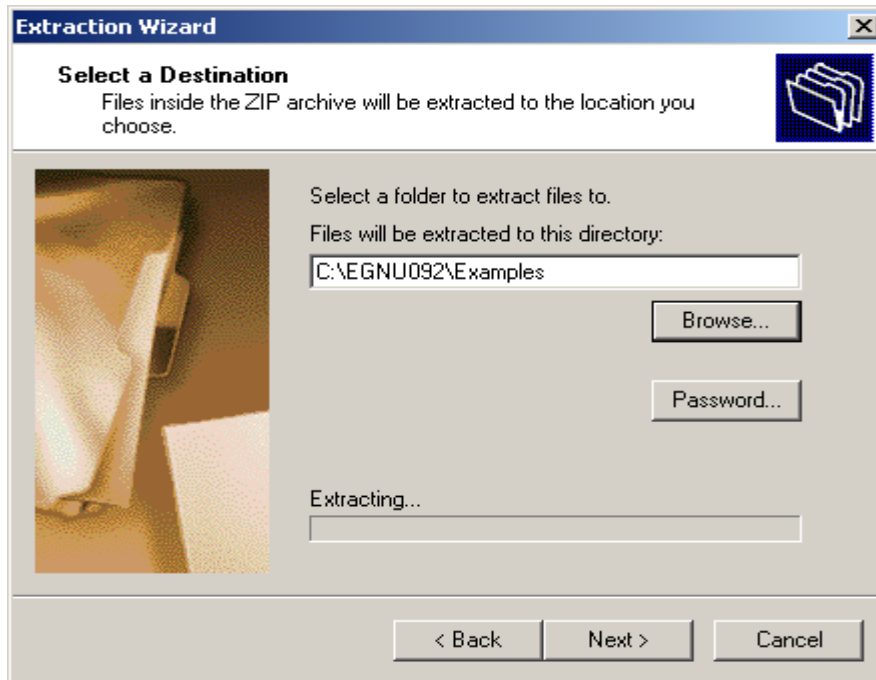 Extraction Wizard
Select a Destination
Files inside the ZIP archive will be extracted to the location you
choose.
Select a folder to extract files to.
Files will be extracted to this directory:
C:\EGNU092\Examples
Browse...
Password...
Extracting...
< Back Next > Cancel